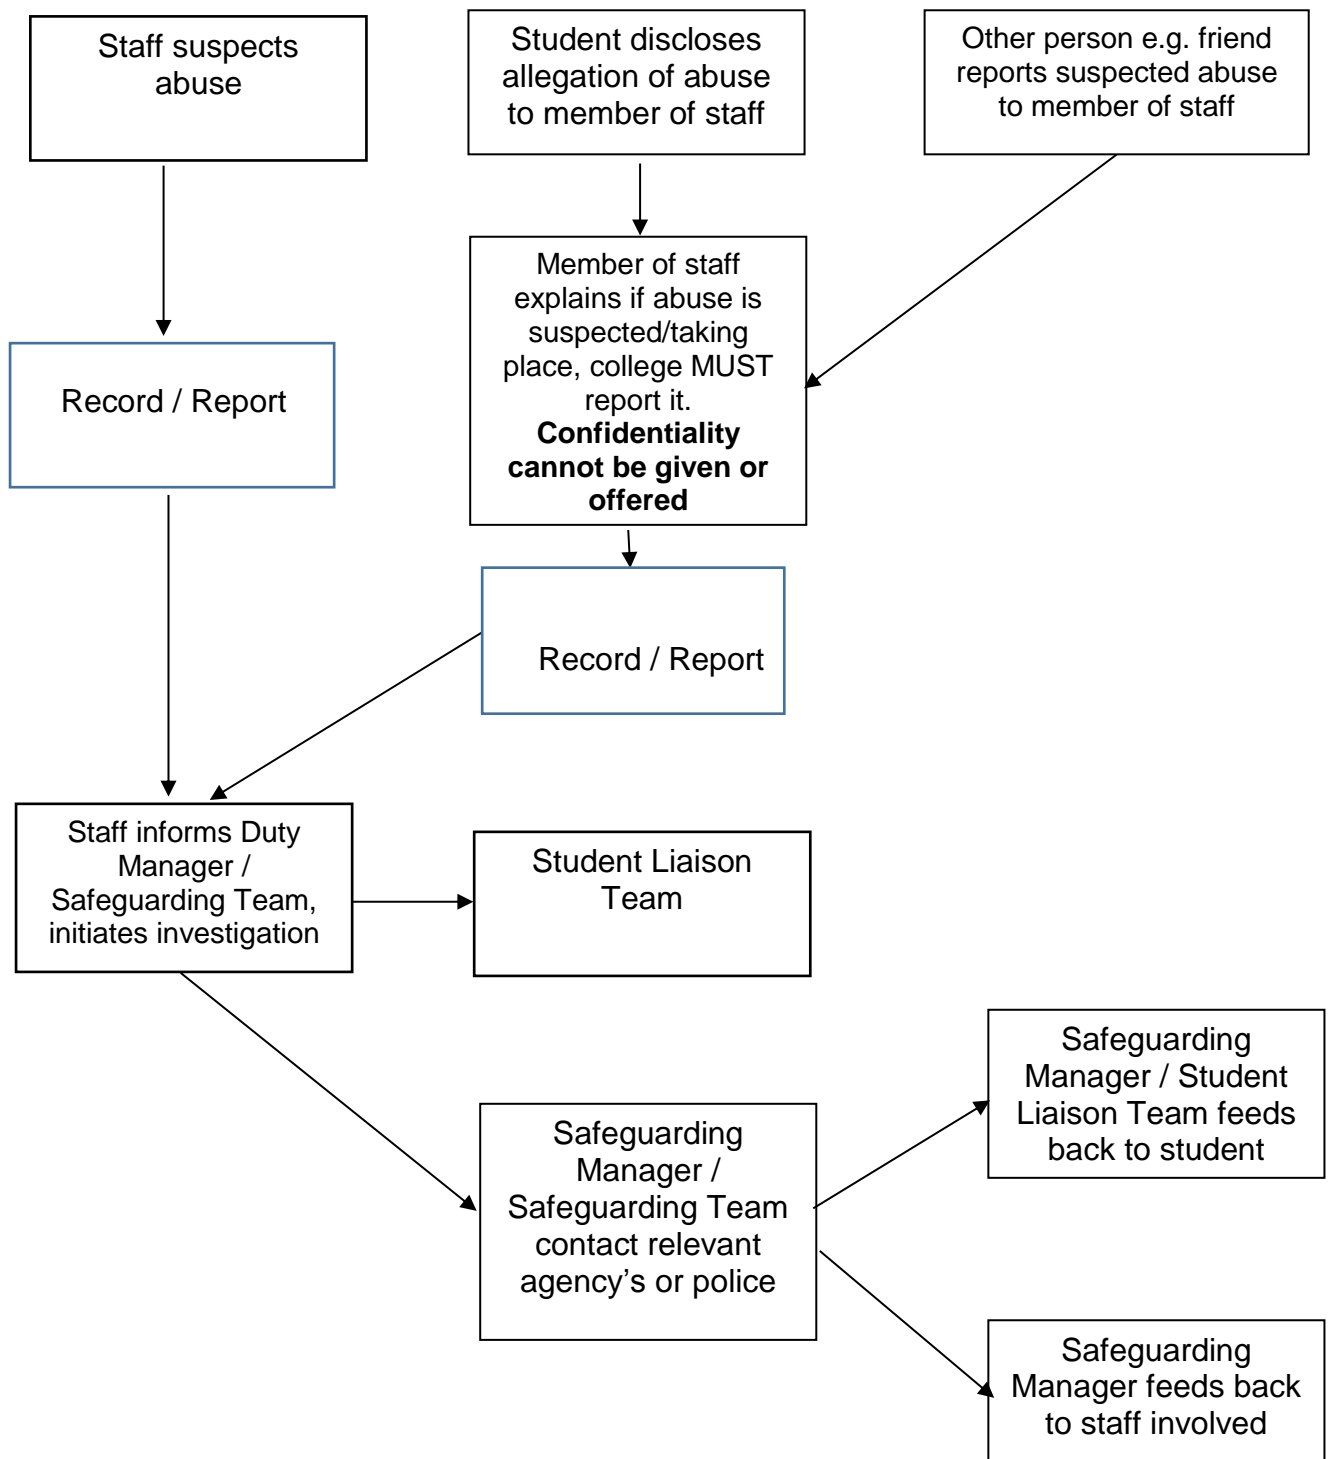 Staff suspects
abuse
Student discloses
allegation of abuse
to member of staff
Other person e.g. friend
reports suspected abuse
to member of staff
Member of staff
explains if abuse is
suspected/taking
place, college MUST
report it.
Confidentiality
cannot be given or
offered
Record / Report
Record / Report
Staff informs Duty
Manager /
Safeguarding Team,
initiates investigation
Student Liaison
Team
Safeguarding
Manager /
Safeguarding Team
contact relevant
agency’s or police
Safeguarding
Manager / Student
Liaison Team feeds
back to student
Safeguarding
Manager feeds back
to staff involved